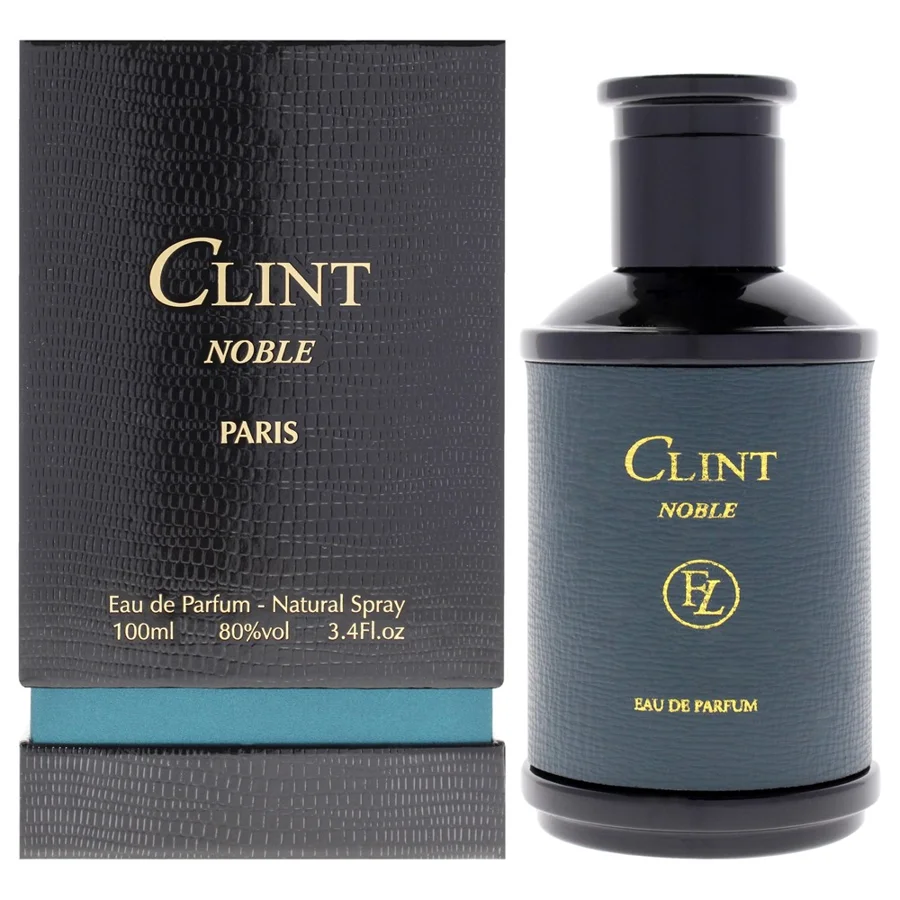 CLINT
NOBLE
PARIS
Eau de Parfum - Natural Spray
100ml 80%vol 3.4Fl.oz
CLINT
NOBLE
FL
EAU DE PARFUM